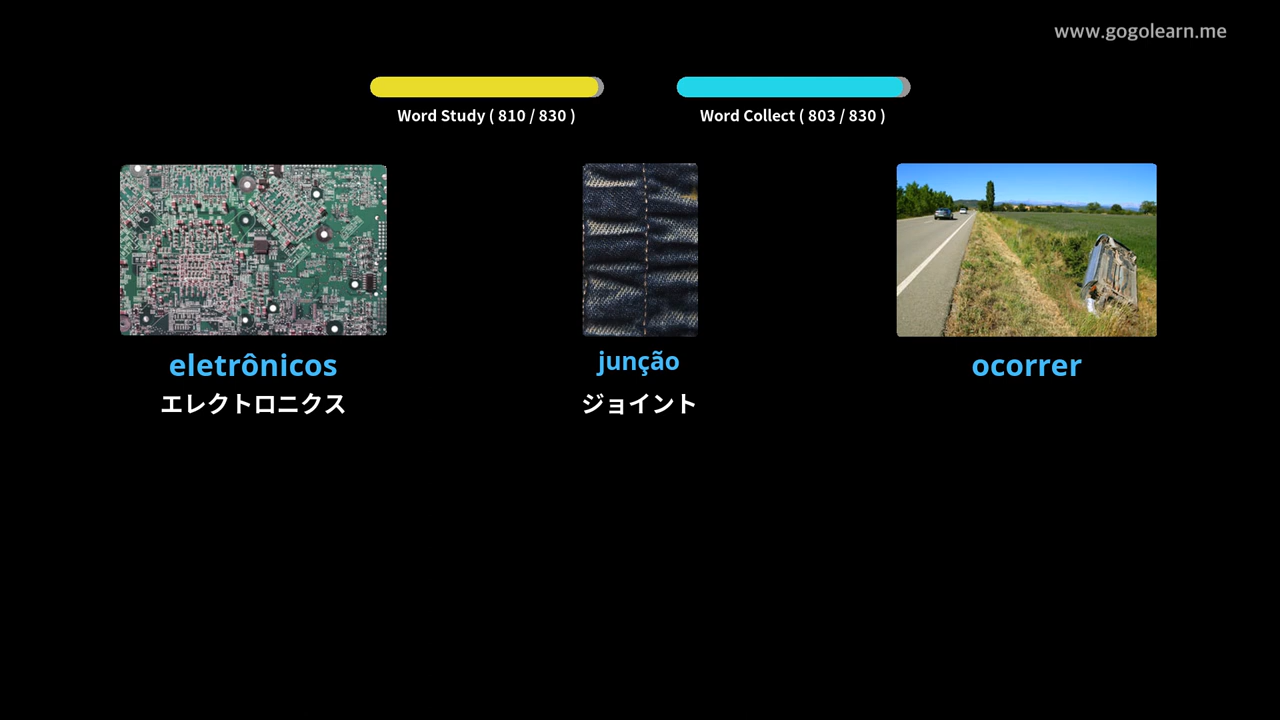 www.gogolearn.me
Word Study ( 810 / 830 )
Word Collect ( 803 / 830 )
eletrônicos
エレクトロニクス
junção
ジョイント
ocorrer